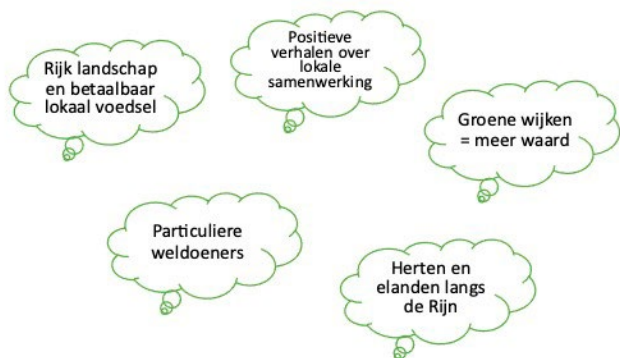 Rijk landschap
en betaalbaar
lokaal voedsel
Positieve
verhalen over
lokale
samenwerking
Groene wijken
= meer waard
Particuliere
weldoeners
Herten en
elanden langs
de Rijn